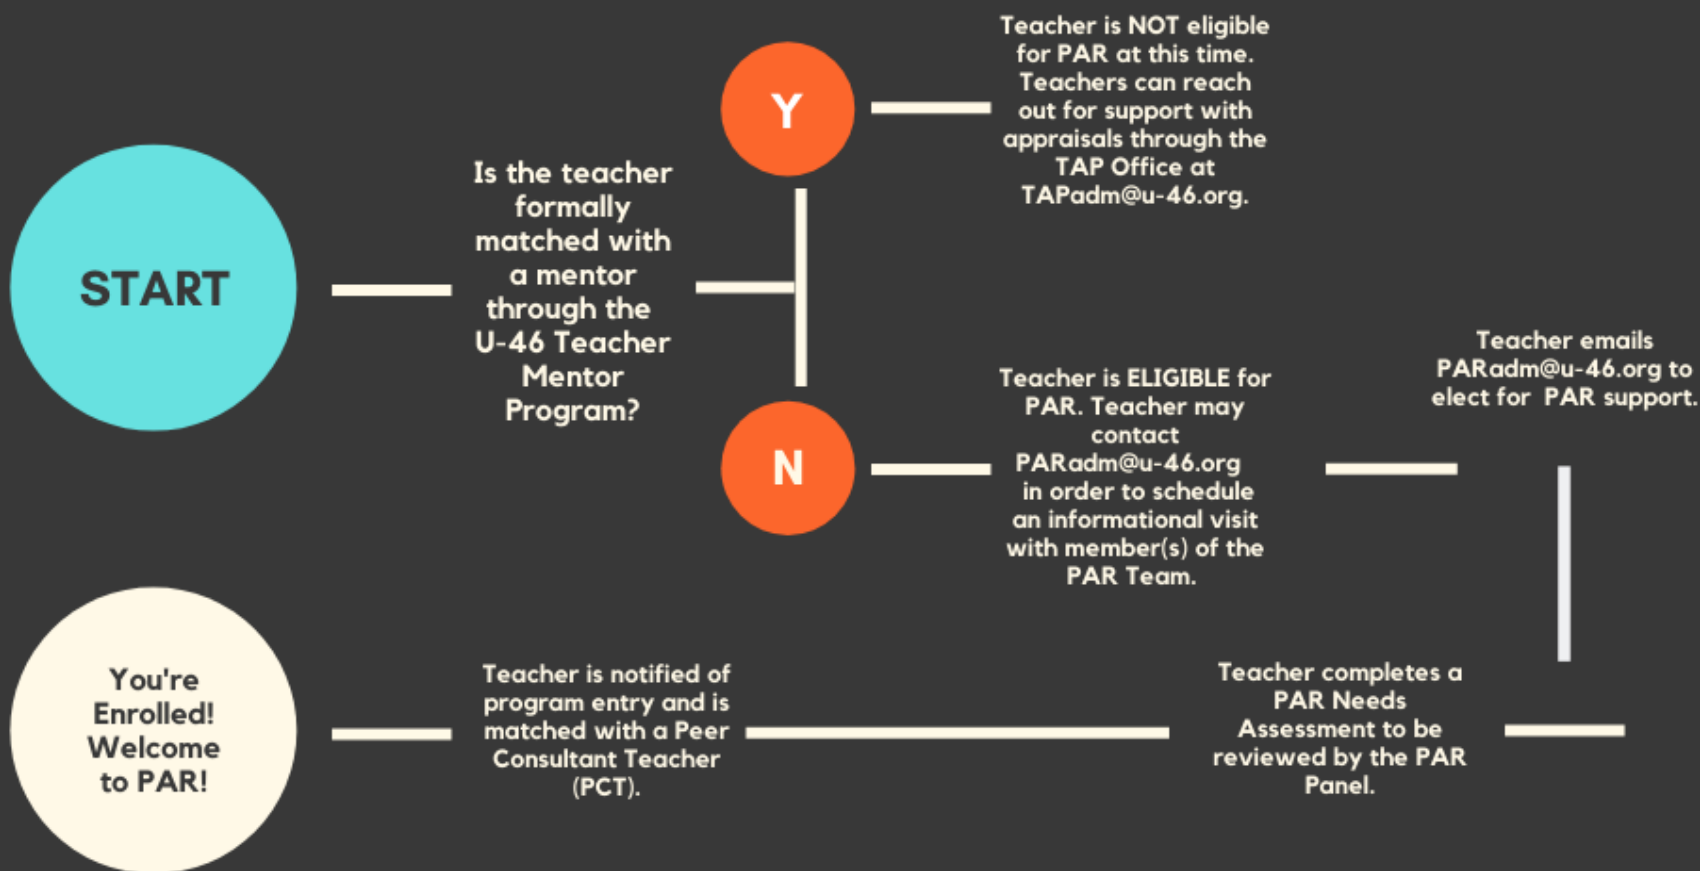 START
Is the teacher
formally
matched with
a mentor
through the
U-46 Teacher
Mentor
Program?
Y
Teacher is NOT eligible
for PAR at this time.
Teachers can reach
out for support with
appraisals through the
TAP Office at
TAPadm@u-46.org.
N
Teacher is ELIGIBLE for
PAR. Teacher may
contact
PARadm@u-46.org
in order to schedule
an informational visit
with member(s) of the
PAR Team.
Teacher emails
PARadm@u-46.org to
elect for PAR support.
Teacher completes a
PAR Needs
Assessment to be
reviewed by the PAR
Panel.
Teacher is notified of
program entry and is
matched with a Peer
Consultant Teacher
(PCT).
You're
Enrolled!
Welcome
to PAR!